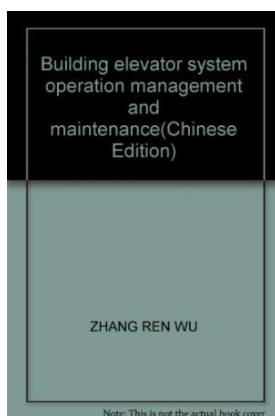 Building elevator system
operation management
and
maintenance(Chinese
Edition)
ZHANG REN WU
Note: This is not the actual book cover